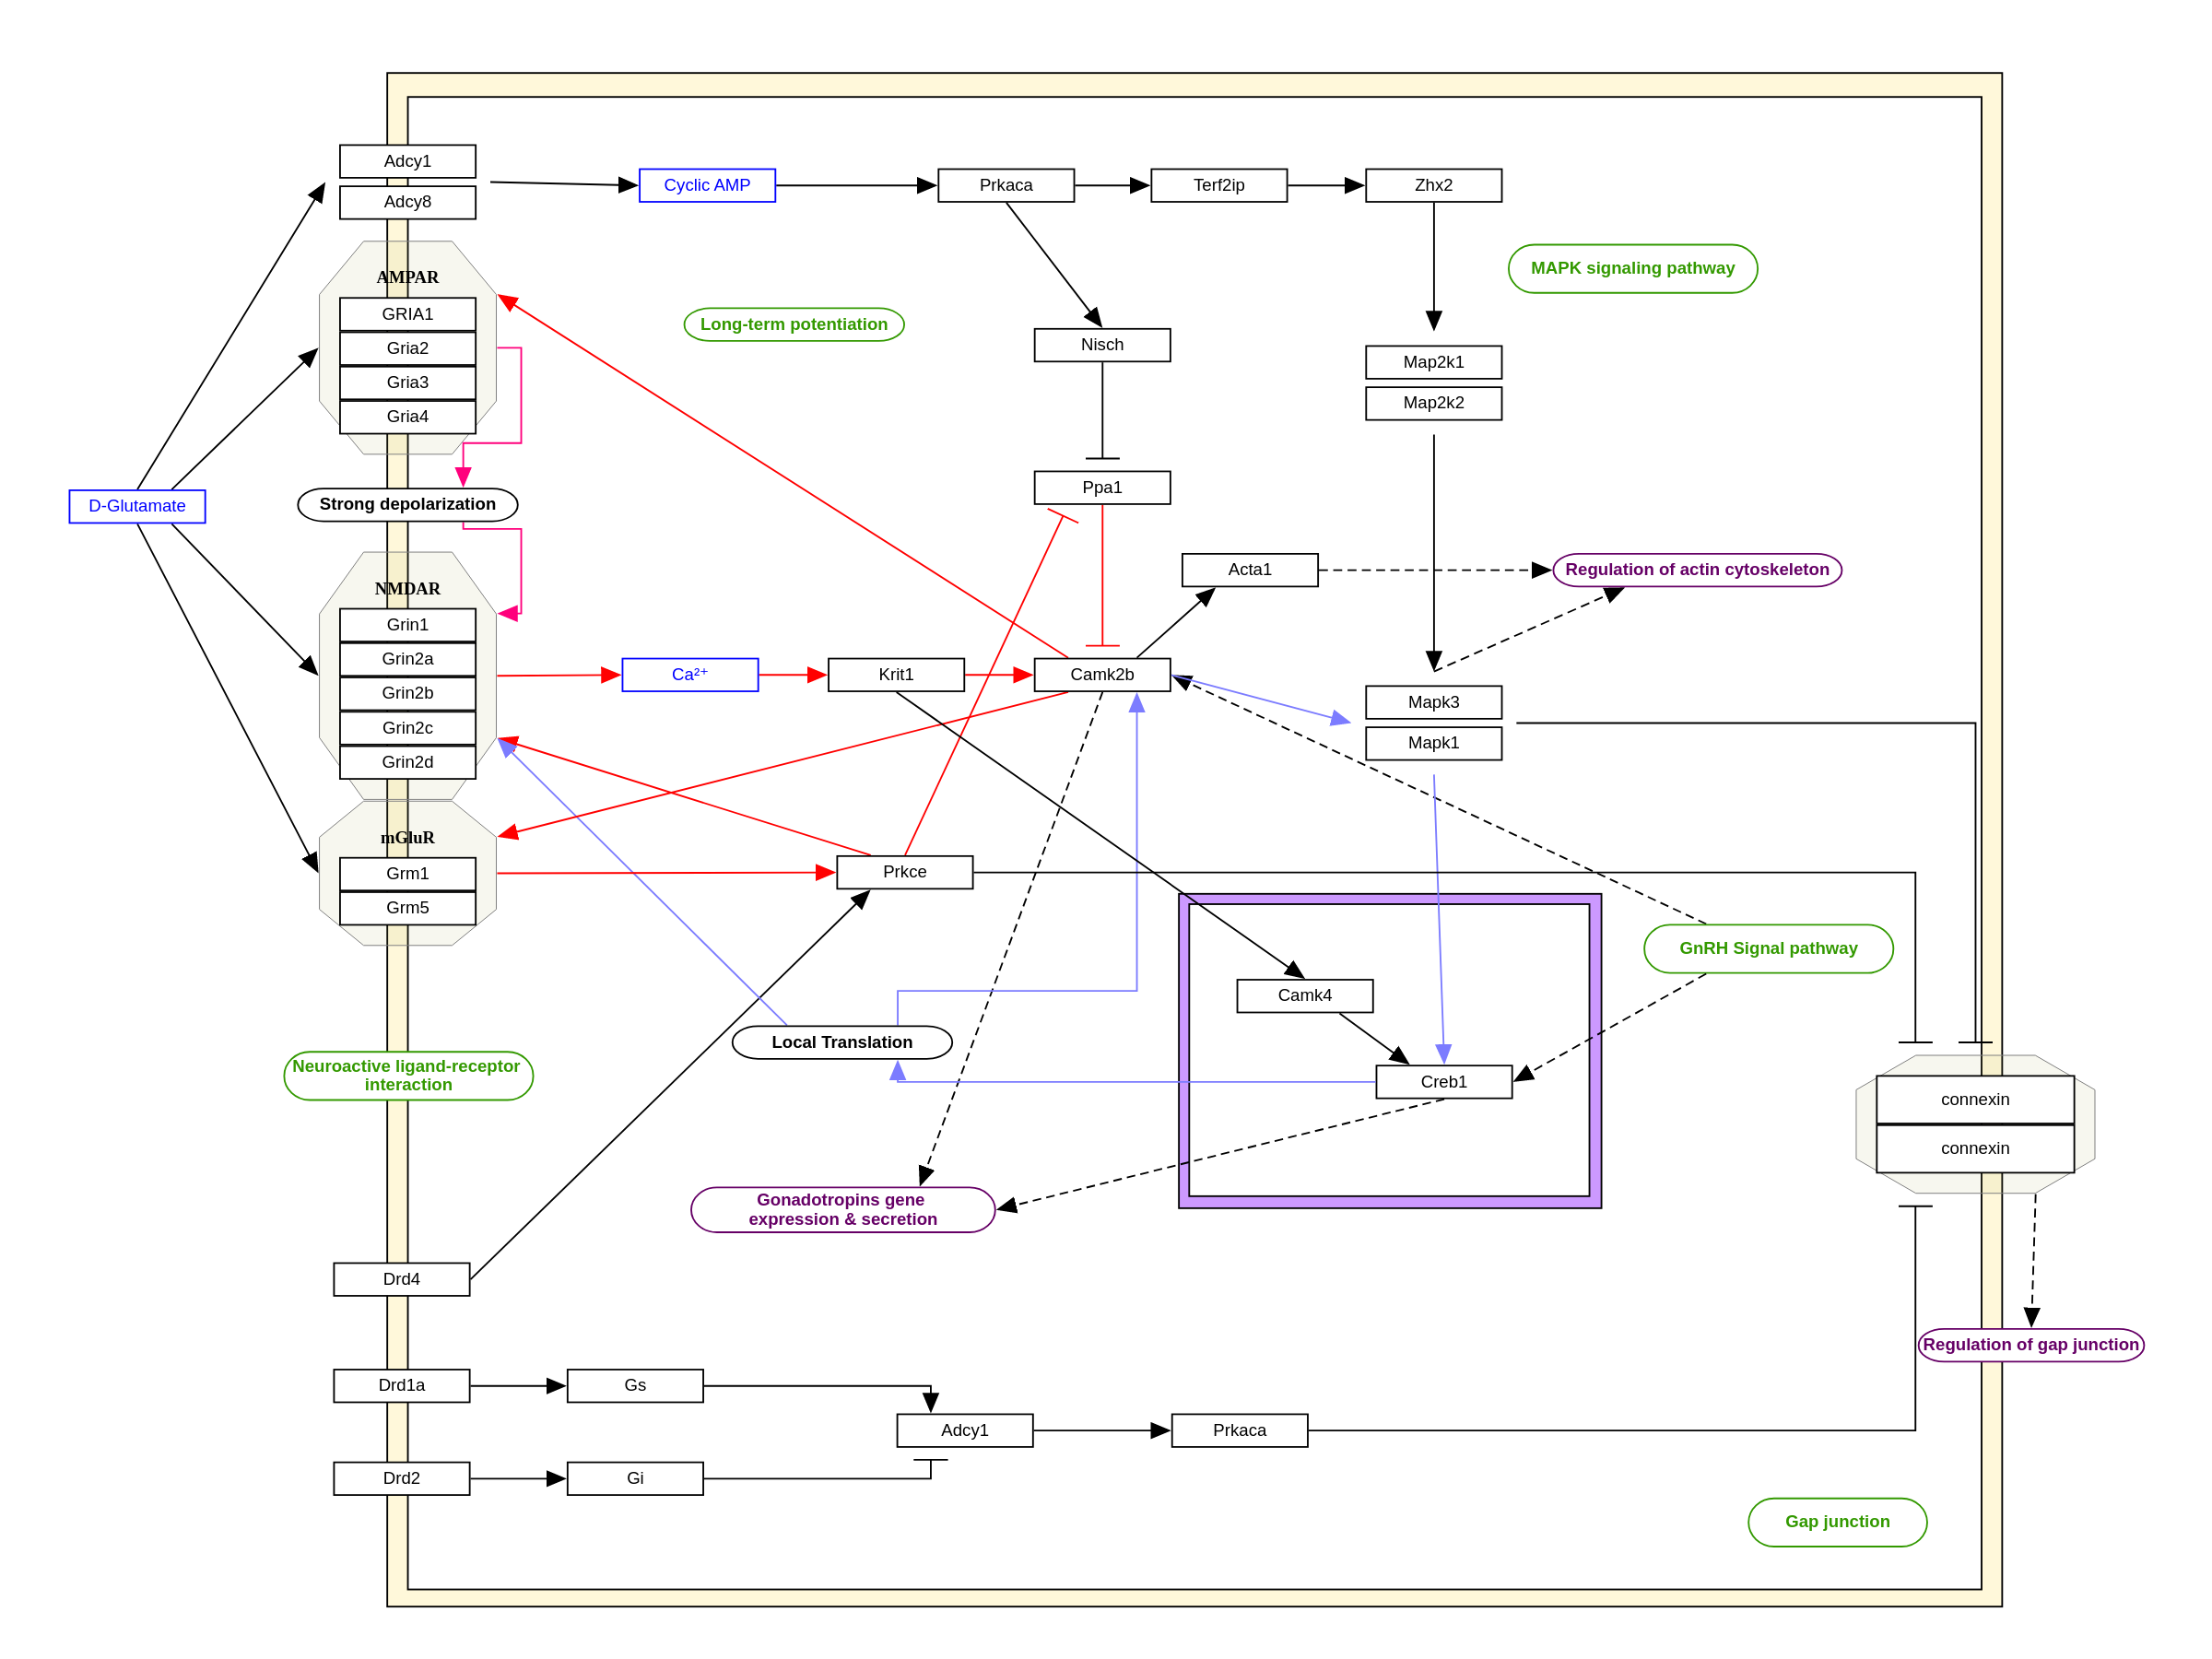 Adcy1
Adcy8
Cyclic AMP
Prkaca
Terf2ip
Zhx2
MAPK signaling pathway
AMPAR
GRIA1
Gria2
Gria3
Gria4
Long-term potentiation
Nisch
Map2k1
Map2k2
Ppa1
D-Glutamate
Strong depolarization
Acta1
Regulation of actin cytoskeleton
NMDAR
Grin1
Grin2a
Grin2b
Grin2c
Grin2d
Ca²⁺
Krit1
Camk2b
Mapk3
Mapk1
mGluR
Grm1
Grm5
Prkce
GnRH Signal pathway
Camk4
Local Translation
Creb1
Neuroactive ligand-receptor
interaction
connexin
connexin
Gonadotropins gene
expression & secretion
Drd4
Regulation of gap junction
Drd1a
Gs
Adcy1
Prkaca
Drd2
Gi
Gap junction